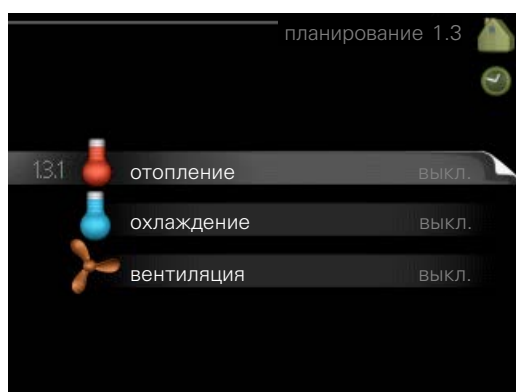 планирование 1.3
1.3.1 отопление выкл.
охлаждение выкл.
вентиляция выкл.